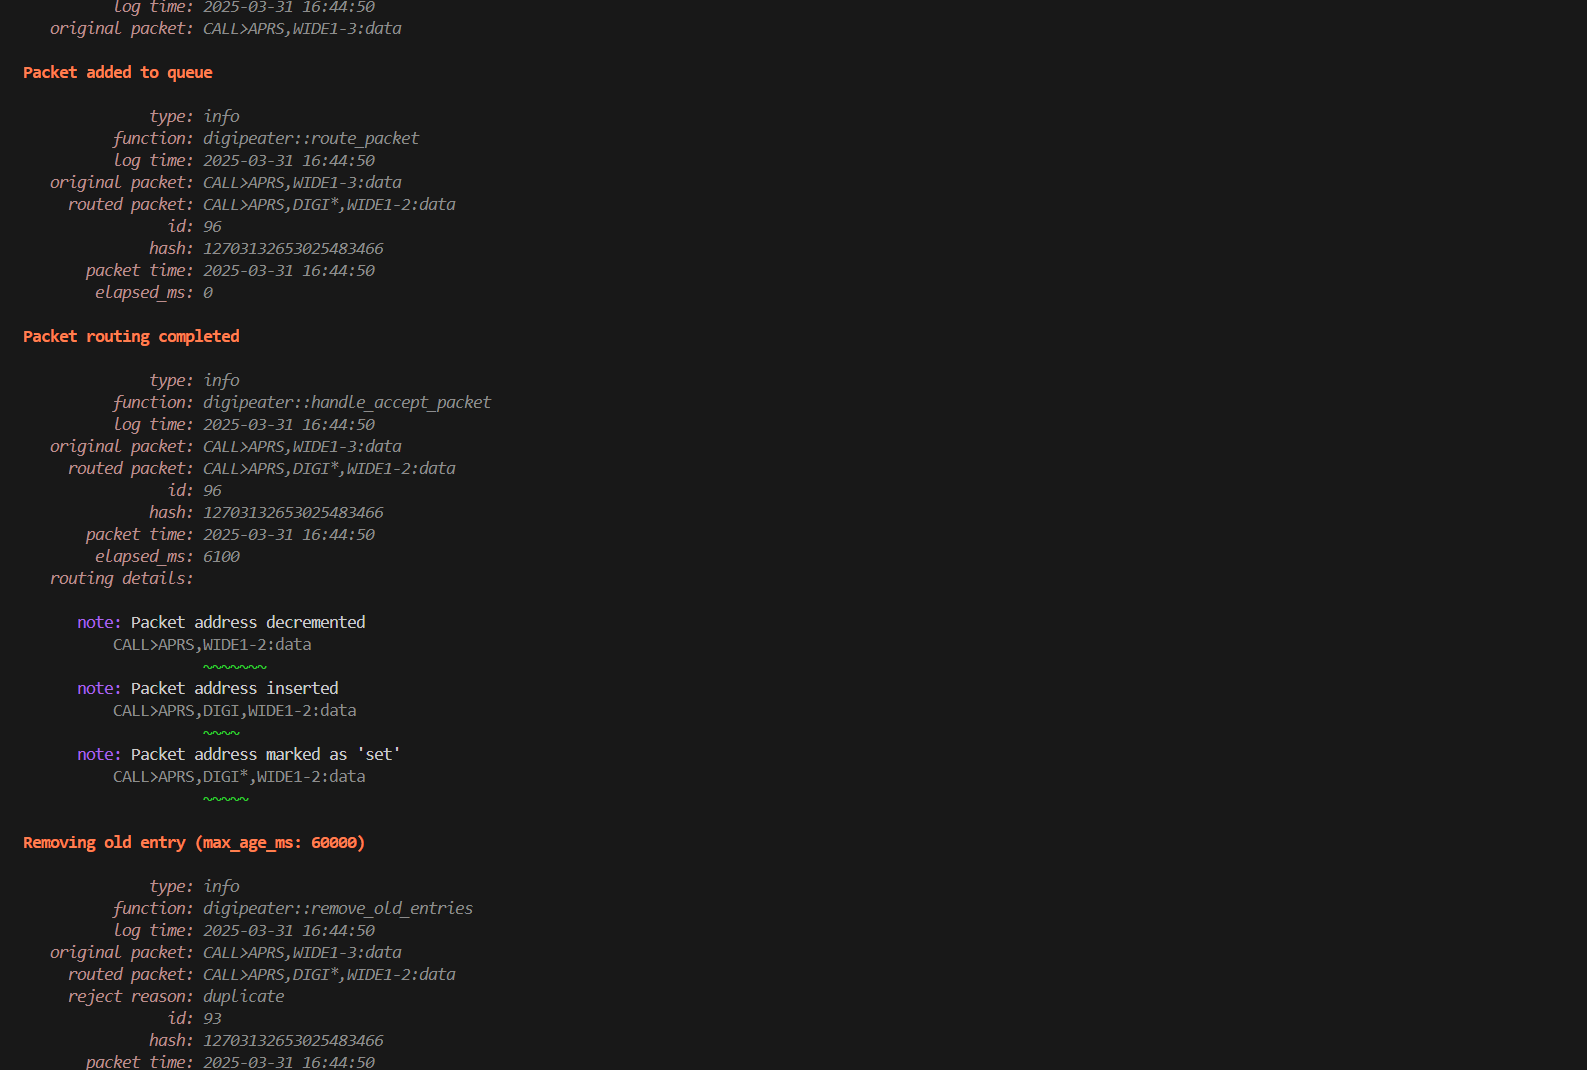 log time: 2025-03-31 16:44:50
original packet: CALL>APRS,WIDE1-3:data
Packet added to queue
type: info
function: digipeater::route_packet
log time: 2025-03-31 16:44:50
original packet: CALL>APRS,WIDE1-3:data
routed packet: CALL>APRS,DIGI*,WIDE1-2:data
id: 96
hash: 12703132653025483466
packet time: 2025-03-31 16:44:50
elapsed_ms: 0
Packet routing completed
type: info
function: digipeater::handle_accept_packet
log time: 2025-03-31 16:44:50
original packet: CALL>APRS,WIDE1-3:data
routed packet: CALL>APRS,DIGI*,WIDE1-2:data
id: 96
hash: 12703132653025483466
packet time: 2025-03-31 16:44:50
elapsed_ms: 6100
routing details:
note: Packet address decremented
CALL>APRS,WIDE1-2:data
~~~~~~~
note: Packet address inserted
CALL>APRS,DIGI,WIDE1-2:data
~~~~
note: Packet address marked as 'set'
CALL>APRS,DIGI*,WIDE1-2:data
~~~~~
Removing old entry (max_age_ms: 60000)
type: info
function: digipeater::remove_old_entries
log time: 2025-03-31 16:44:50
original packet: CALL>APRS,WIDE1-3:data
routed packet: CALL>APRS,DIGI*,WIDE1-2:data
reject reason: duplicate
id: 93
hash: 12703132653025483466
packet time: 2025-03-31 16:44:50